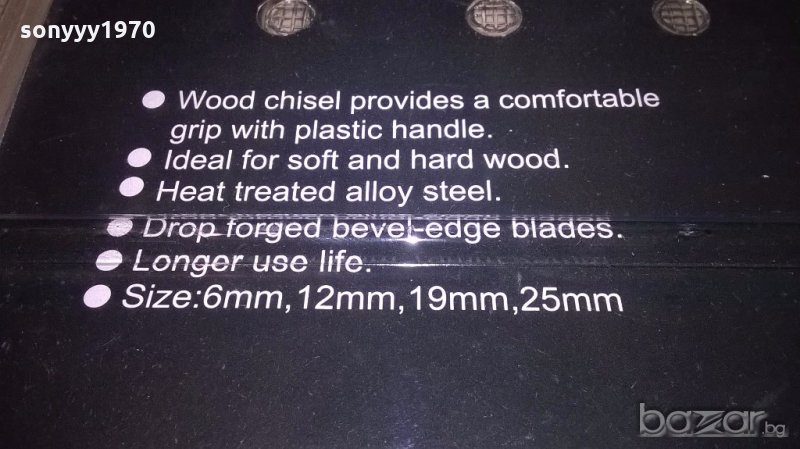 sonyyy1970
● Wood chisel provides a comfortable
grip with plastic handle.
● Ideal for soft and hard wood.
● Heat treated alloy steel.
● Drop forged bevel-edge blades.
● Longer use life.
● Size:6mm,12mm,19mm,25mm
bazar.bg